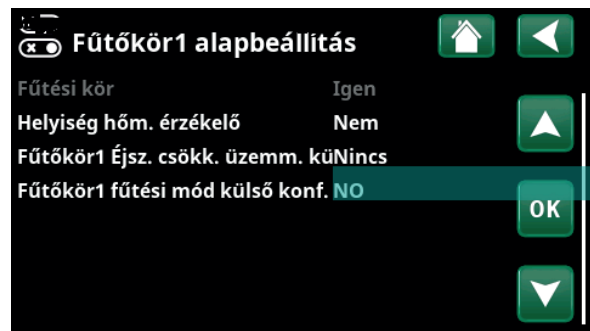 Fűtőkör1 alapbeállítás
Fűtési kör Igen
Helyiség hőm. érzékelő Nem
Fűtőkör1 Éjsz. csökk. üzemm. küNincs
Fűtőkör1 fűtési mód külső konf. NO
OK